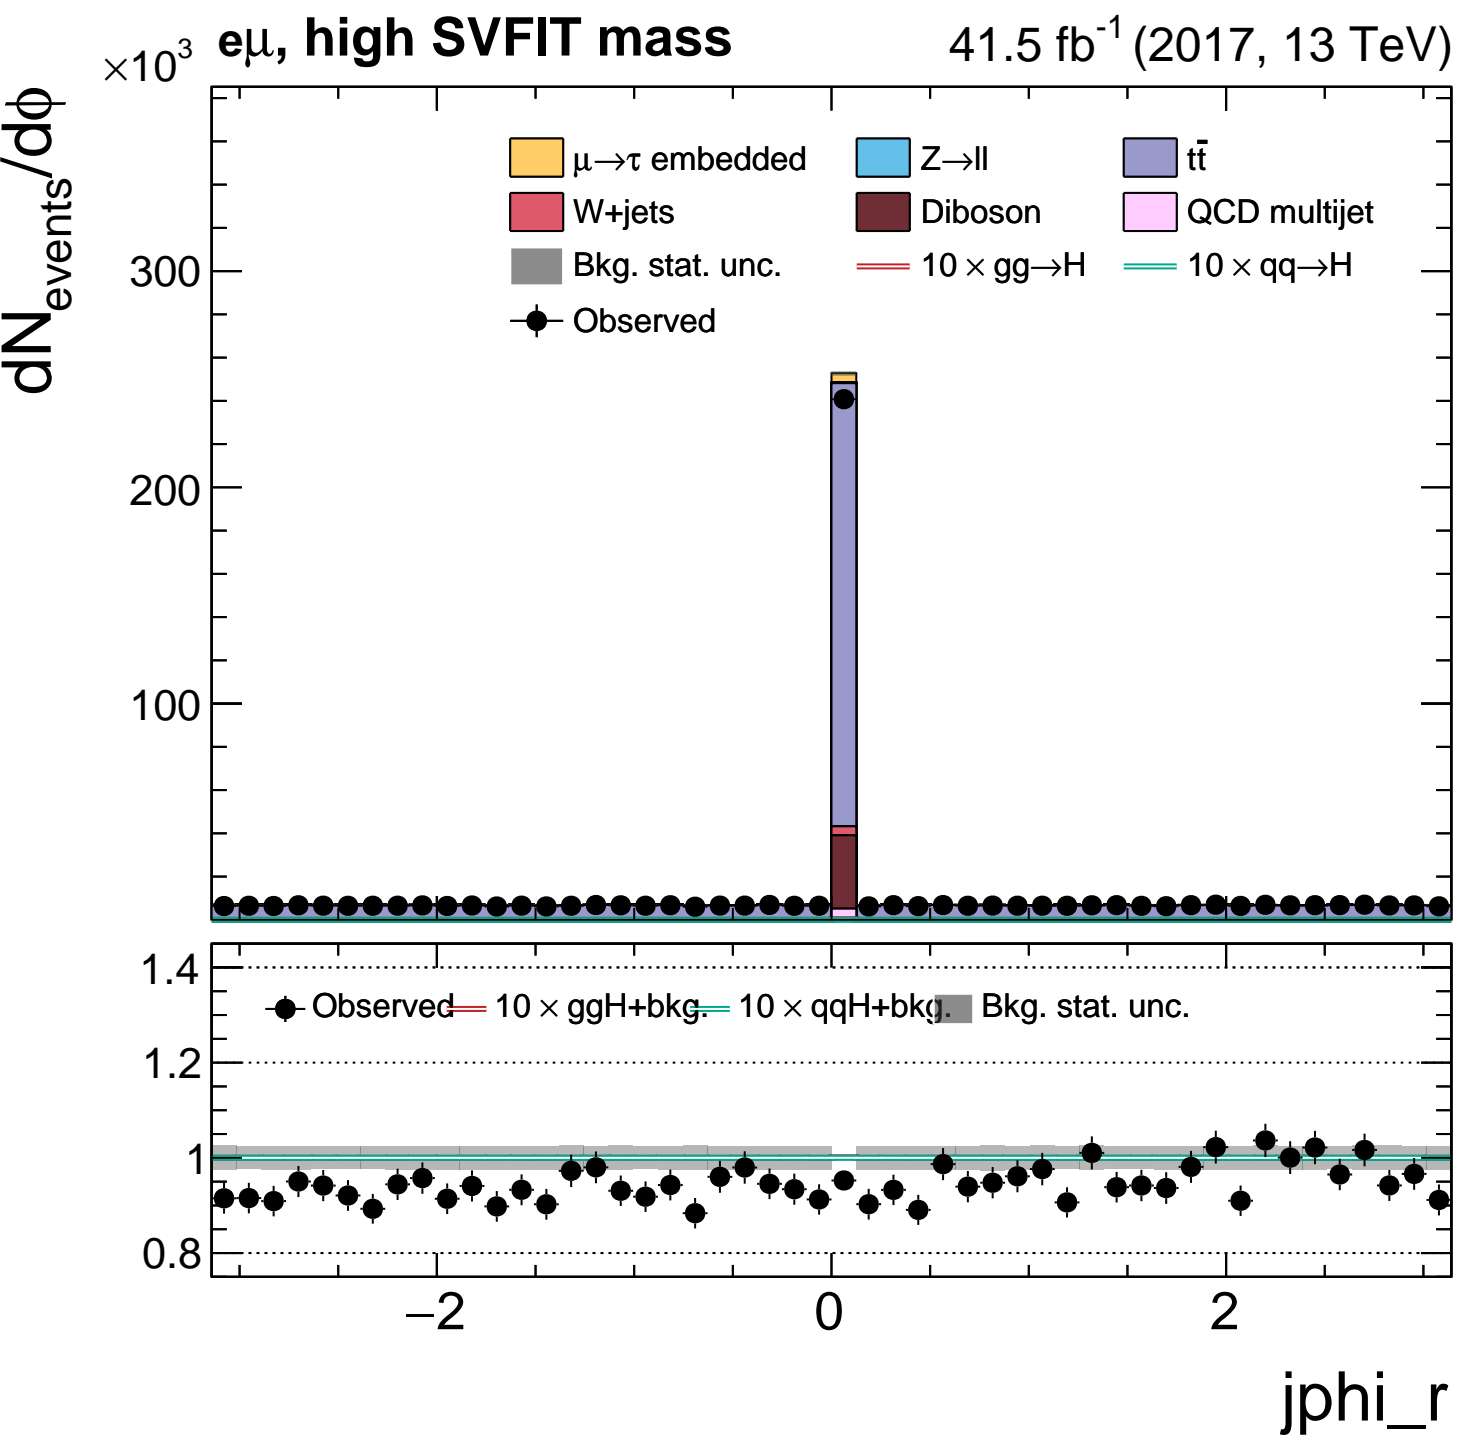 ×10³ eμ, high SVFIT mass 41.5 fb⁻¹ (2017, 13 TeV)
dN_events/dϕ
μ→τ embedded Z→ll tt̄
W+jets Diboson QCD multijet
Bkg. stat. unc. 10 × gg→H 10 × qq→H
Observed
300
200
100
1.4
Observed 10 × ggH+bkg. 10 × qqH+bkg. Bkg. stat. unc.
1.2
1
0.8
−2 0 2
jphi_r